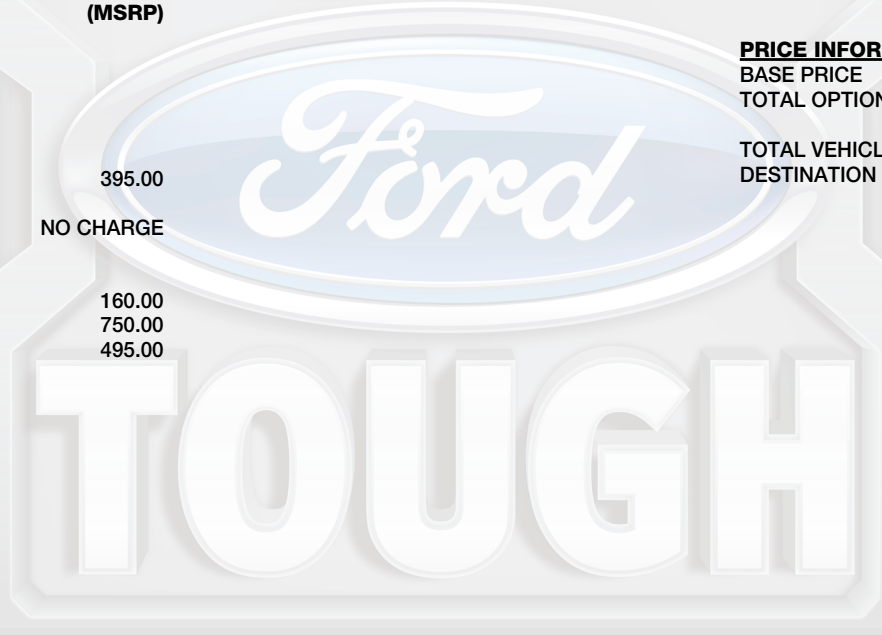 (MSRP)
395.00
NO CHARGE
160.00
750.00
495.00
PRICE INFOR
BASE PRICE
TOTAL OPTION
TOTAL VEHICL
DESTINATION
Ford
TOUGH